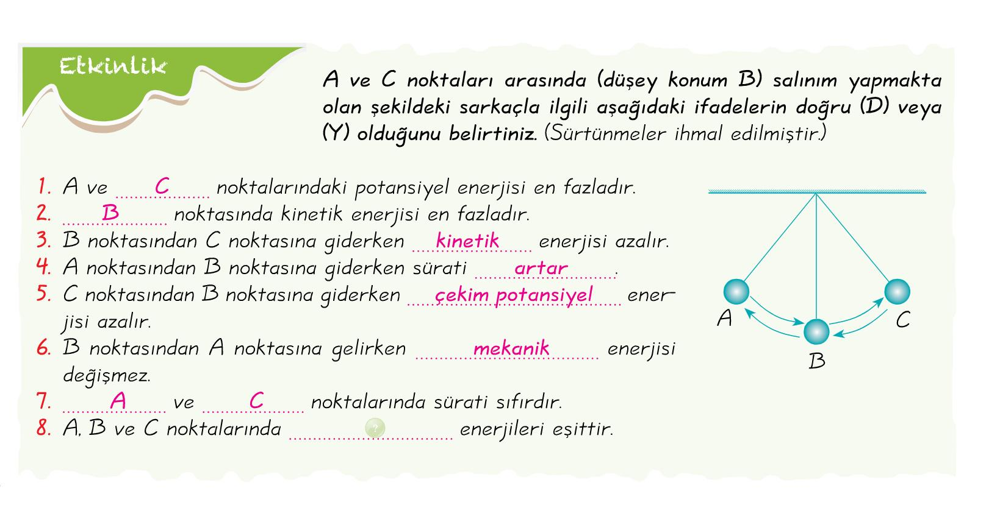 Etkinlik
A ve C noktaları arasında (düşey konum B) salınım yapmakta
olan şekildeki sarkaçla ilgili aşağıdaki ifadelerin doğru (D) veya
(Y) olduğunu belirtiniz. (Sürtünmeler ihmal edilmiştir.)
1. A ve C noktalarındaki potansiyel enerjisi en fazladır.
2. B noktasında kinetik enerjisi en fazladır.
3. B noktasından C noktasına giderken kinetik enerjisi azalır.
4. A noktasından B noktasına giderken sürati artar.
5. C noktasından B noktasına giderken çekim potansiyel ener-
jisi azalır.
6. B noktasından A noktasına gelirken mekanik enerjisi
değişmez.
7. A ve C noktalarında sürati sıfırdır.
8. A, B ve C noktalarında ? enerjileri eşittir.
A
B
C